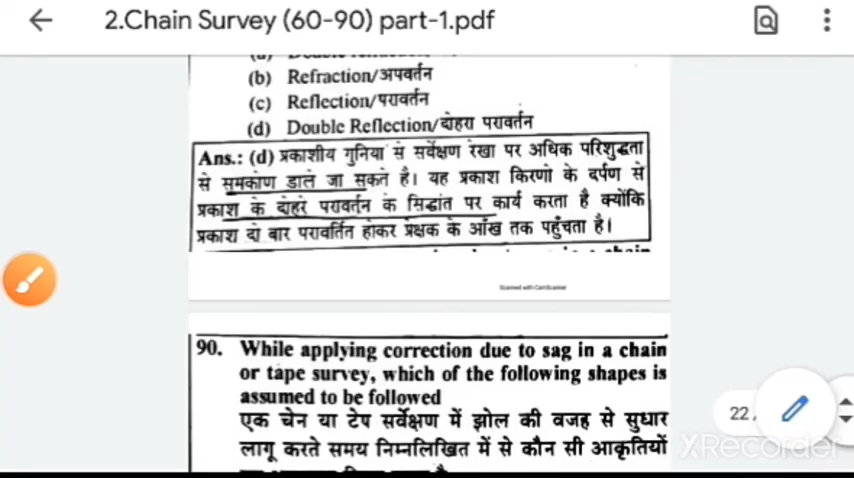 2.Chain Survey (60-90) part-1.pdf
(b) Refraction/अपवर्तन
(c) Reflection/परावर्तन
(d) Double Reflection/दोहरा परावर्तन
Ans.: (d) प्रकाशीय गुनिया से सर्वेक्षण रेखा पर अधिक परिशुद्धता
से समकोण डाले जा सकते है। यह प्रकाश किरणो के दर्पण से
प्रकाश के दोहरे परावर्तन के सिद्धांत पर कार्य करता है क्योंकि
प्रकाश दो बार परावर्तित होकर प्रेक्षक के आँख तक पहुँचता है।
Scanned with CamScanner
90. While applying correction due to sag in a chain
or tape survey, which of the following shapes is
assumed to be followed
एक चेन या टेप सर्वेक्षण में झोल की वजह से सुधार
लागू करते समय निम्नलिखित में से कौन सी आकृतियों
22
XRecorder